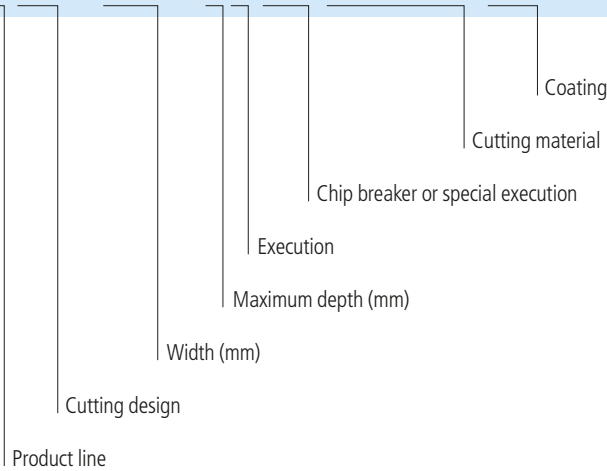 Coating
Cutting material
Chip breaker or special execution
Execution
Maximum depth (mm)
Width (mm)
Cutting design
Product line